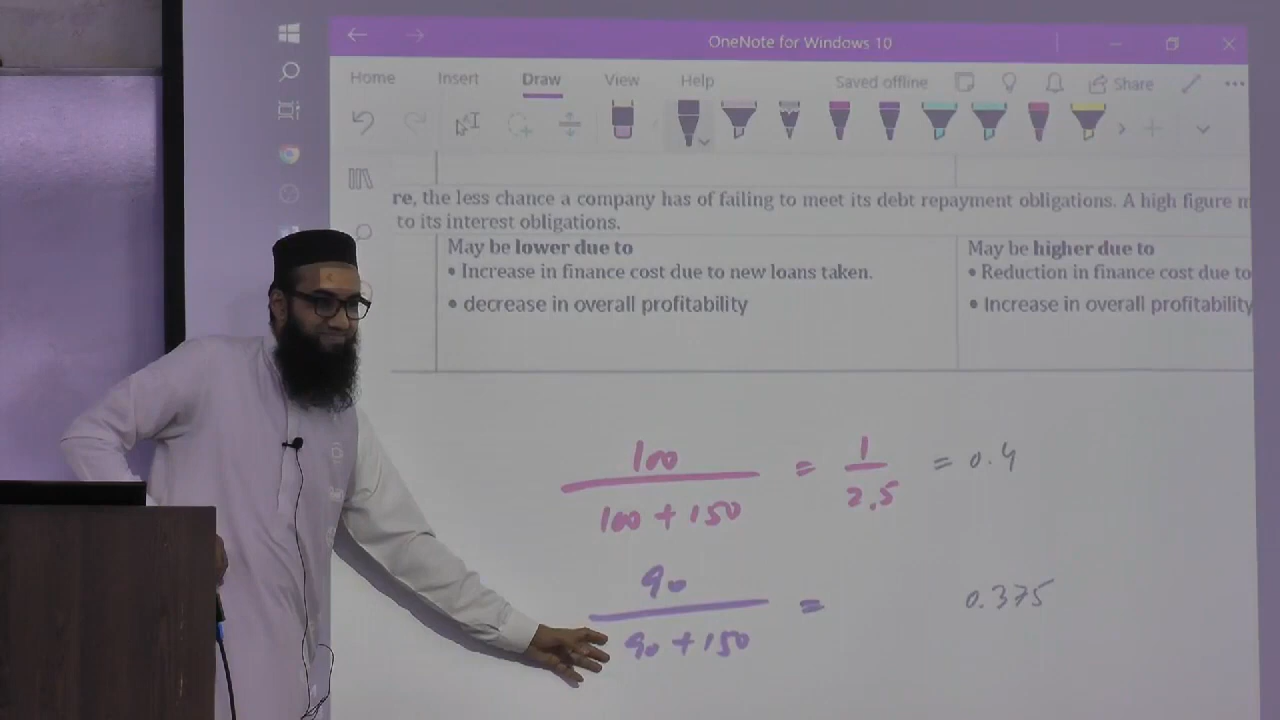 OneNote for Windows 10
Home Insert Draw View Help Saved offline Share
re, the less chance a company has of failing to meet its debt repayment obligations. A high figure m
to its interest obligations.
May be lower due to
• Increase in finance cost due to new loans taken.
• decrease in overall profitability
May be higher due to
• Reduction in finance cost due to
• Increase in overall profitability
100
100 + 150
= 1
2.5
= 0.4
90
90 + 150
=
0.375